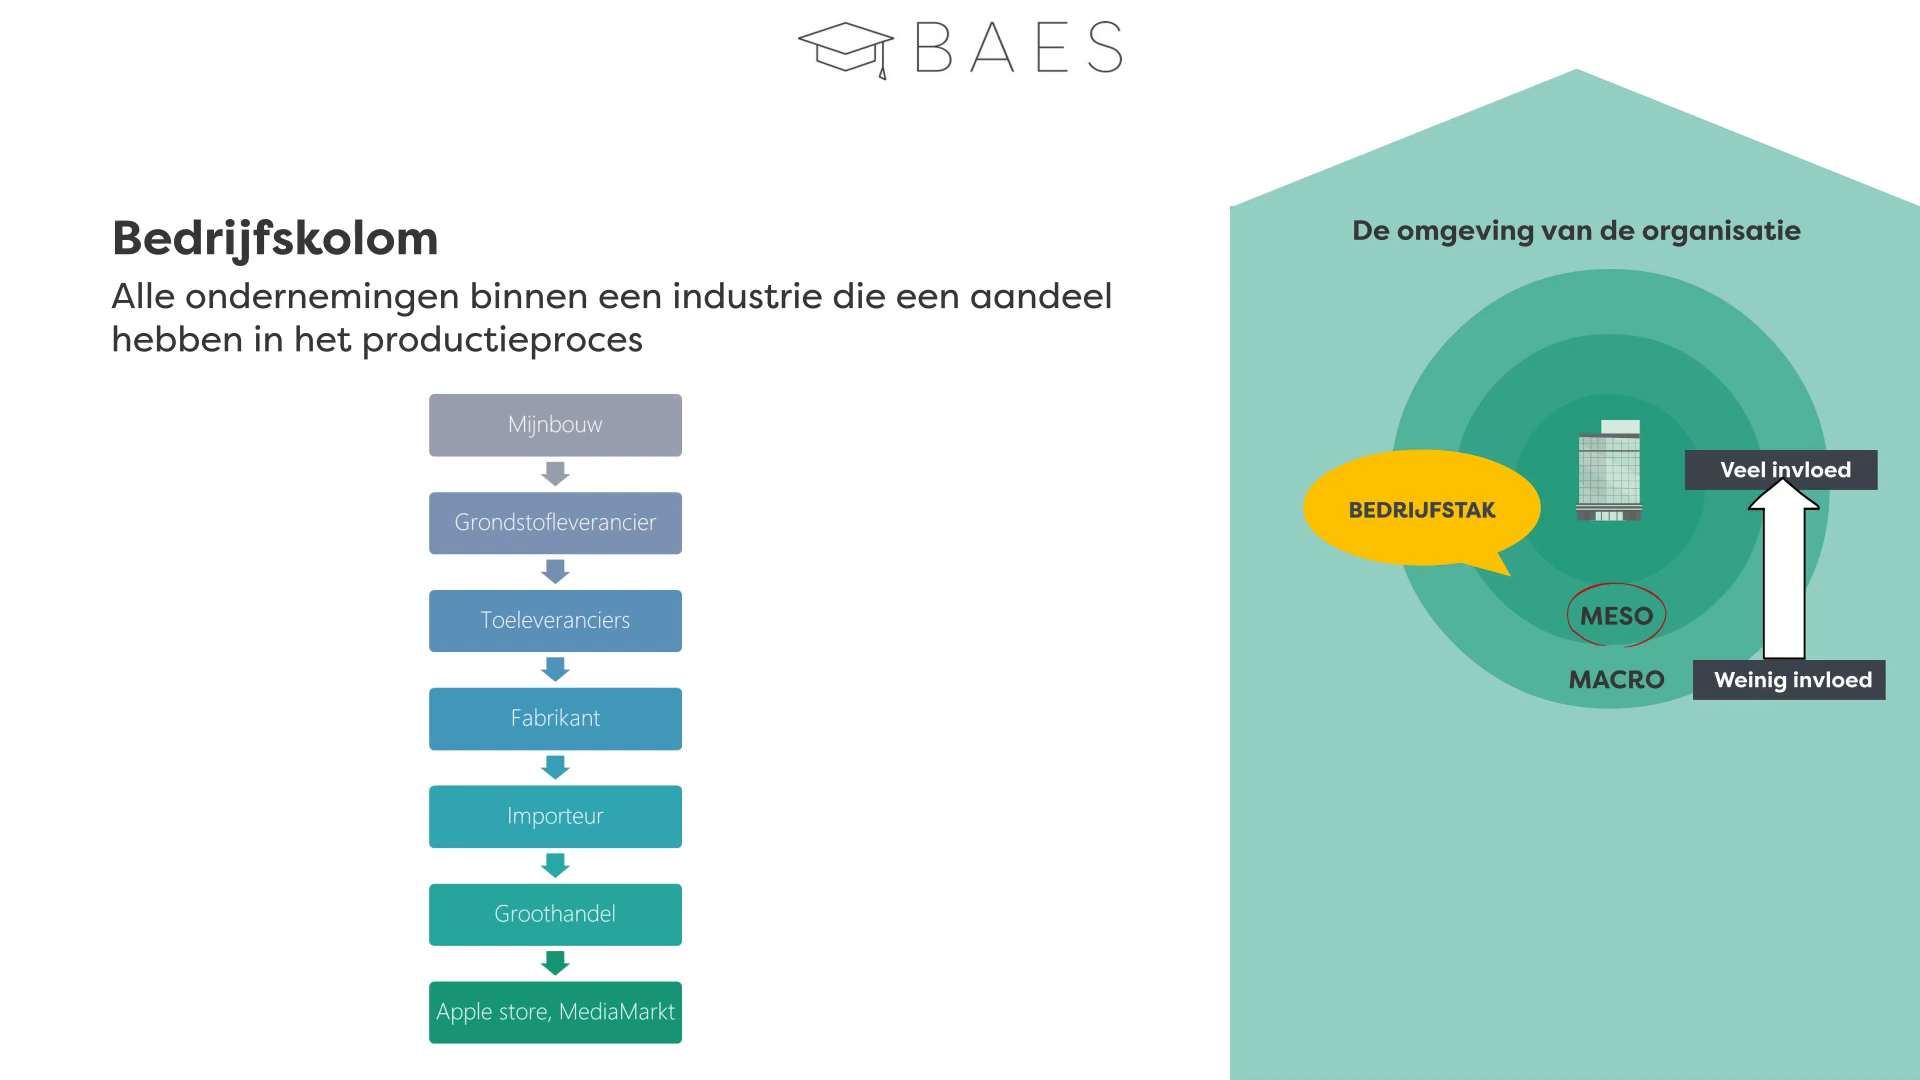 BAES
Bedrijfskolom
Alle ondernemingen binnen een industrie die een aandeel
hebben in het productieproces
Mijnbouw
Grondstofleverancier
Toeleveranciers
Fabrikant
Importeur
Groothandel
Apple store, MediaMarkt
De omgeving van de organisatie
Veel invloed
BEDRIJFSTAK
MESO
MACRO
Weinig invloed